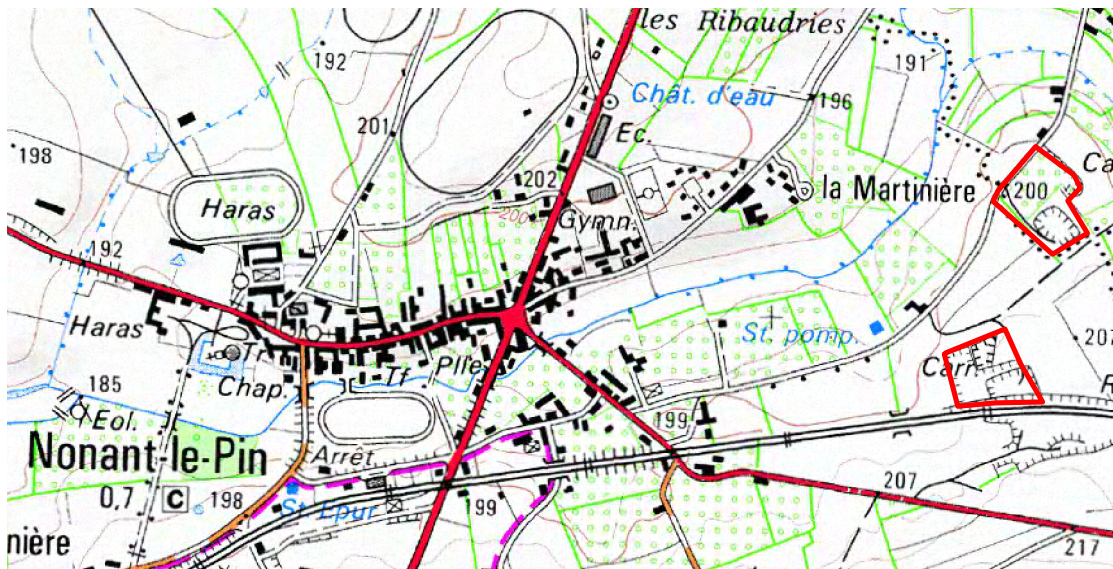 les Ribaudries
192
191
Chât. d'eau
196
201
Ec.
198
Haras
202
200
la Martinière
200
Ca
Gymn.
192
Haras
St. pomp.
207
Tr.
Chap.
Tf
Plle
Carr.
R
185
Eol.
199
Nonant-le-Pin
Arrêt
0,7
C
198
St. Epur
199
207
nière
217